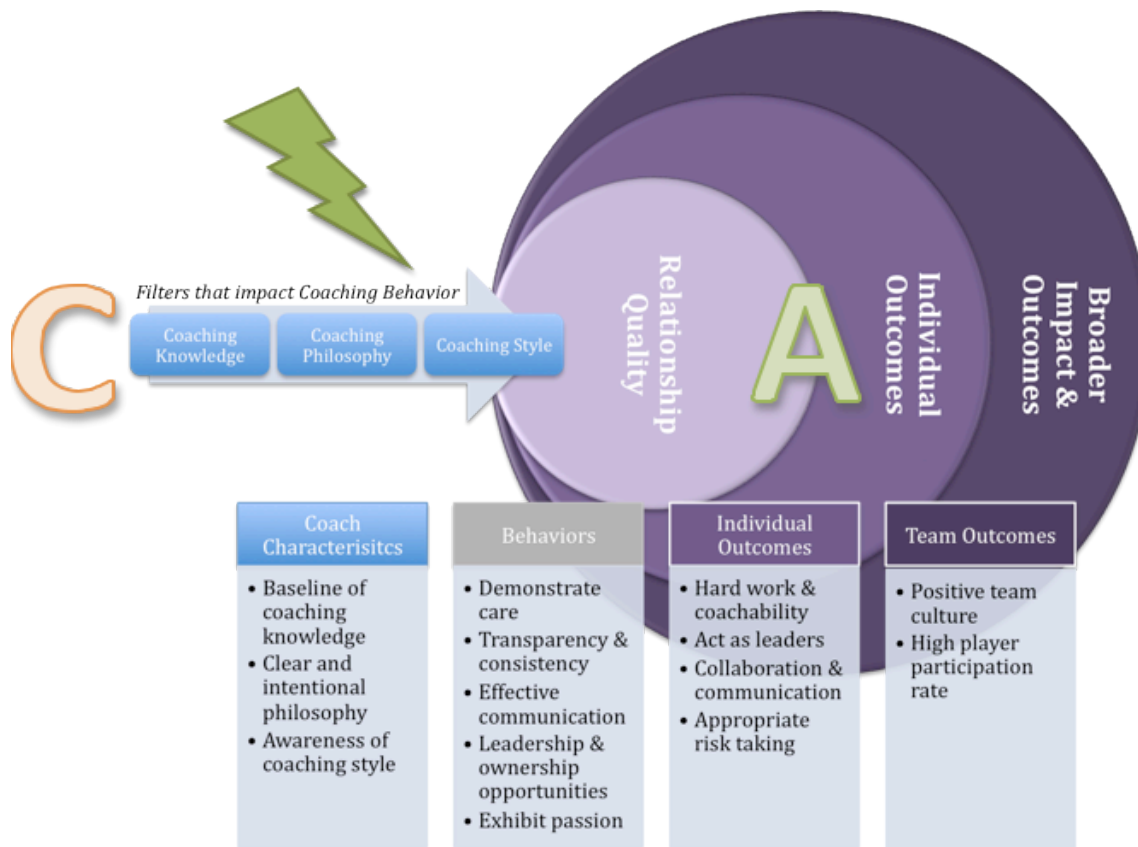 C
Filters that impact Coaching Behavior
Coaching
Knowledge
Coaching
Philosophy
Coaching Style
Relationship
Quality
A
Individual
Outcomes
Broader
Impact &
Outcomes
Coach
Characterisitcs
• Baseline of
coaching
knowledge
• Clear and
intentional
philosophy
• Awareness of
coaching style
Behaviors
• Demonstrate
care
• Transparency &
consistency
• Effective
communication
• Leadership &
ownership
opportunities
• Exhibit passion
Individual
Outcomes
• Hard work &
coachability
• Act as leaders
• Collaboration &
communication
• Appropriate
risk taking
Team Outcomes
• Positive team
culture
• High player
participation
rate